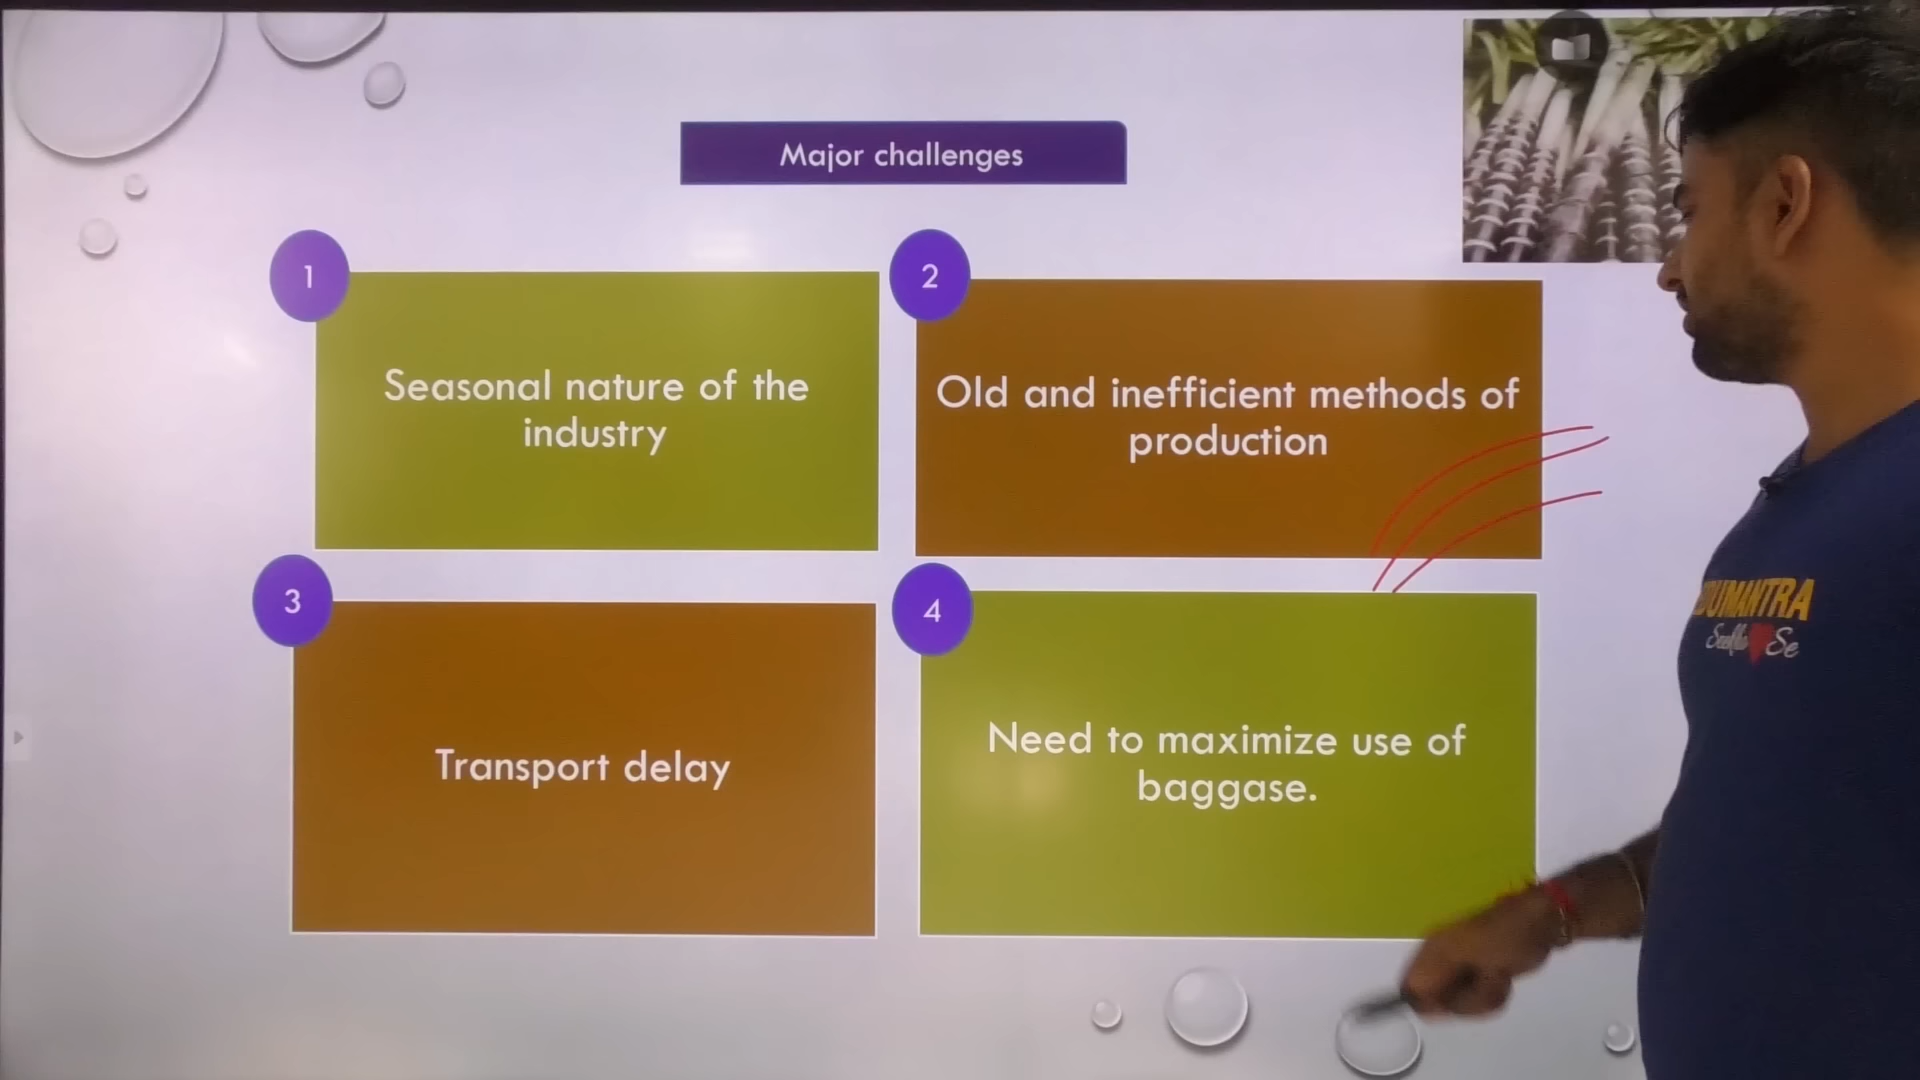 Major challenges
1
Seasonal nature of the
industry
2
Old and inefficient methods of
production
3
Transport delay
4
Need to maximize use of
baggase.
Se